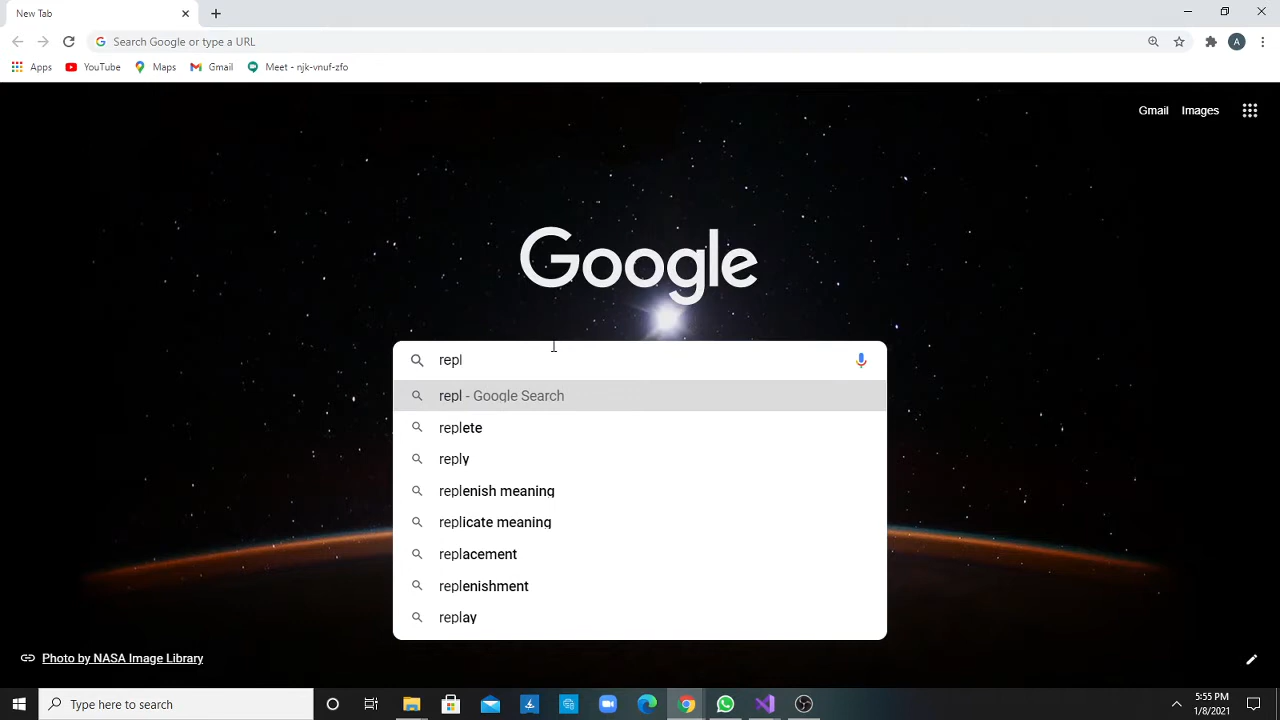 New Tab
Search Google or type a URL
Apps YouTube Maps Gmail Meet - njk-vnuf-zfo
Gmail Images
Google
repl
repl - Google Search
replete
reply
replenish meaning
replicate meaning
replacement
replenishment
replay
Photo by NASA Image Library
Type here to search
5:55 PM
1/8/2021